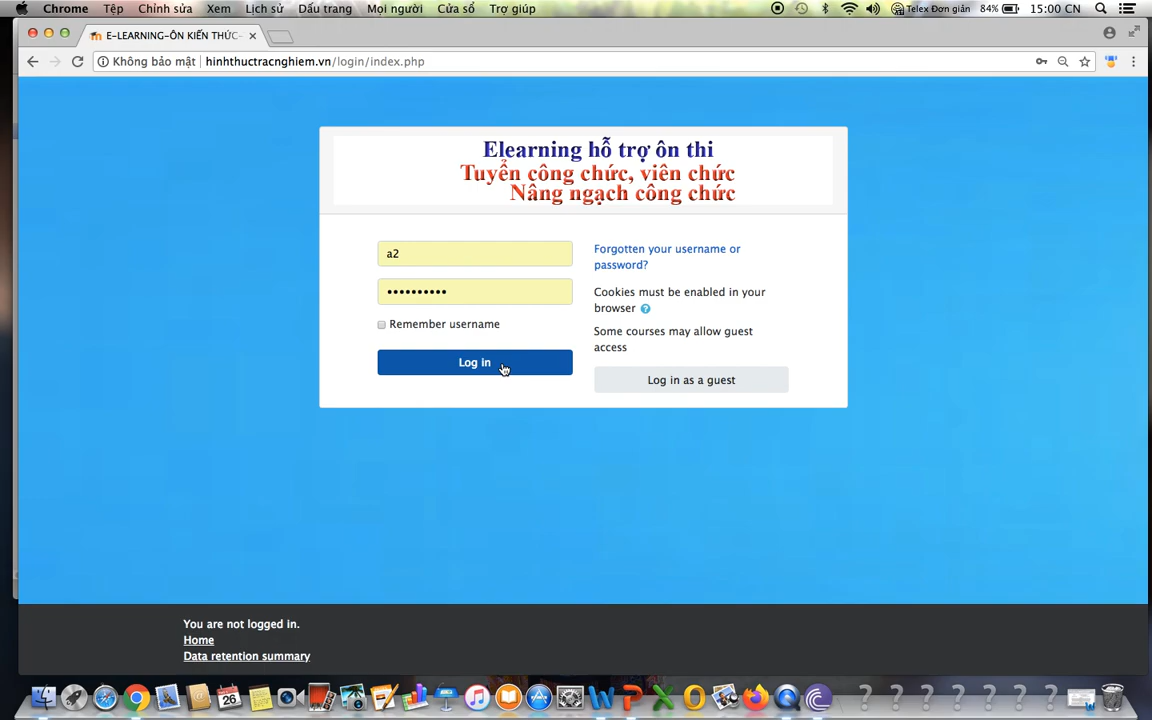 Chrome Tệp Chỉnh sửa Xem Lịch sử Dấu trang Mọi người Cửa sổ Trợ giúp Telex Đơn giản 84% 15:00 CN
E-LEARNING-ÔN KIẾN THỨC-
Không bảo mật hinhthuctracnghiem.vn/login/index.php
Elearning hỗ trợ ôn thi
Tuyển công chức, viên chức
Nâng ngạch công chức
a2
••••••••••
Remember username
Log in
Forgotten your username or
password?
Cookies must be enabled in your
browser
Some courses may allow guest
access
Log in as a guest
You are not logged in.
Home
Data retention summary
26